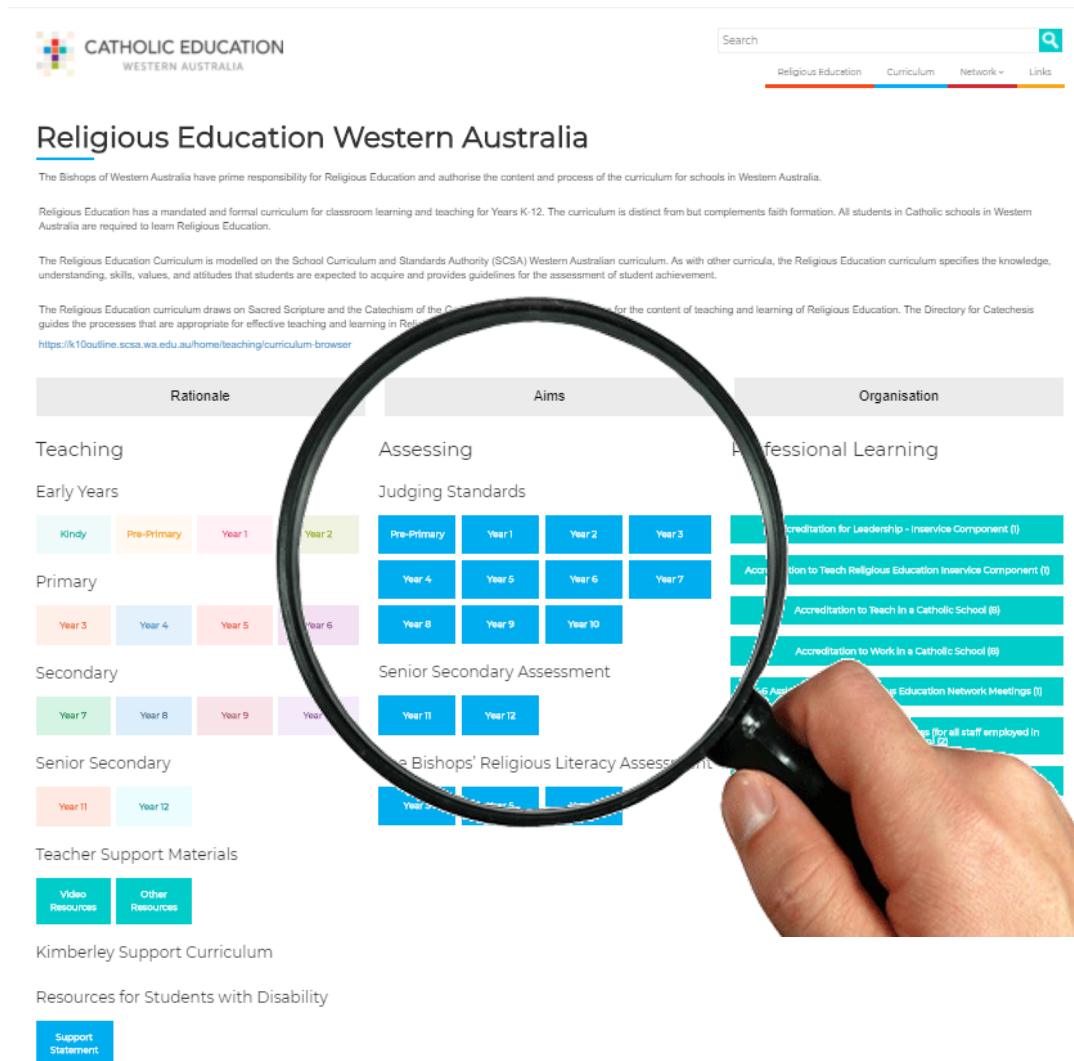 CATHOLIC EDUCATION
WESTERN AUSTRALIA
Search
Religious Education Curriculum Network Links
Religious Education Western Australia
The Bishops of Western Australia have prime responsibility for Religious Education and authorise the content and process of the curriculum for schools in Western Australia.
Religious Education has a mandated and formal curriculum for classroom learning and teaching for Years K-12. The curriculum is distinct from but complements faith formation. All students in Catholic schools in Western
Australia are required to learn Religious Education.
The Religious Education Curriculum is modelled on the School Curriculum and Standards Authority (SCSA) Western Australian curriculum. As with other curricula, the Religious Education curriculum specifies the knowledge,
understanding, skills, values, and attitudes that students are expected to acquire and provides guidelines for the assessment of student achievement.
The Religious Education curriculum draws on Sacred Scripture and the Catechism of the for the content of teaching and learning of Religious Education. The Directory for Catechesis
guides the processes that are appropriate for effective teaching and learning in
https://k10outline.scsa.wa.edu.au/home/teaching/curriculum-browser
Rationale Aims Organisation
Teaching
Early Years
Kindy Pre-Primary Year 1 Year 2
Primary
Year 3 Year 4 Year 5 Year 6
Secondary
Year 7 Year 8 Year 9 Year
Senior Secondary
Year 11 Year 12
Teacher Support Materials
Video
Resources
Other
Resources
Kimberley Support Curriculum
Resources for Students with Disability
Support
Statement
Assessing
Judging Standards
Pre-Primary Year 1 Year 2 Year 3
Year 4 Year 5 Year 6 Year 7
Year 8 Year 9 Year 10
Senior Secondary Assessment
Year 11 Year 12
Bishops' Religious Literacy Assessment
Year 3 Year 5
Professional Learning
Accreditation for Leadership - Inservice Component (1)
Accreditation to Teach Religious Education Inservice Component (1)
Accreditation to Teach in a Catholic School (8)
Accreditation to Work in a Catholic School (8)
Education Network Meetings (1)
(for all staff employed in
(2)